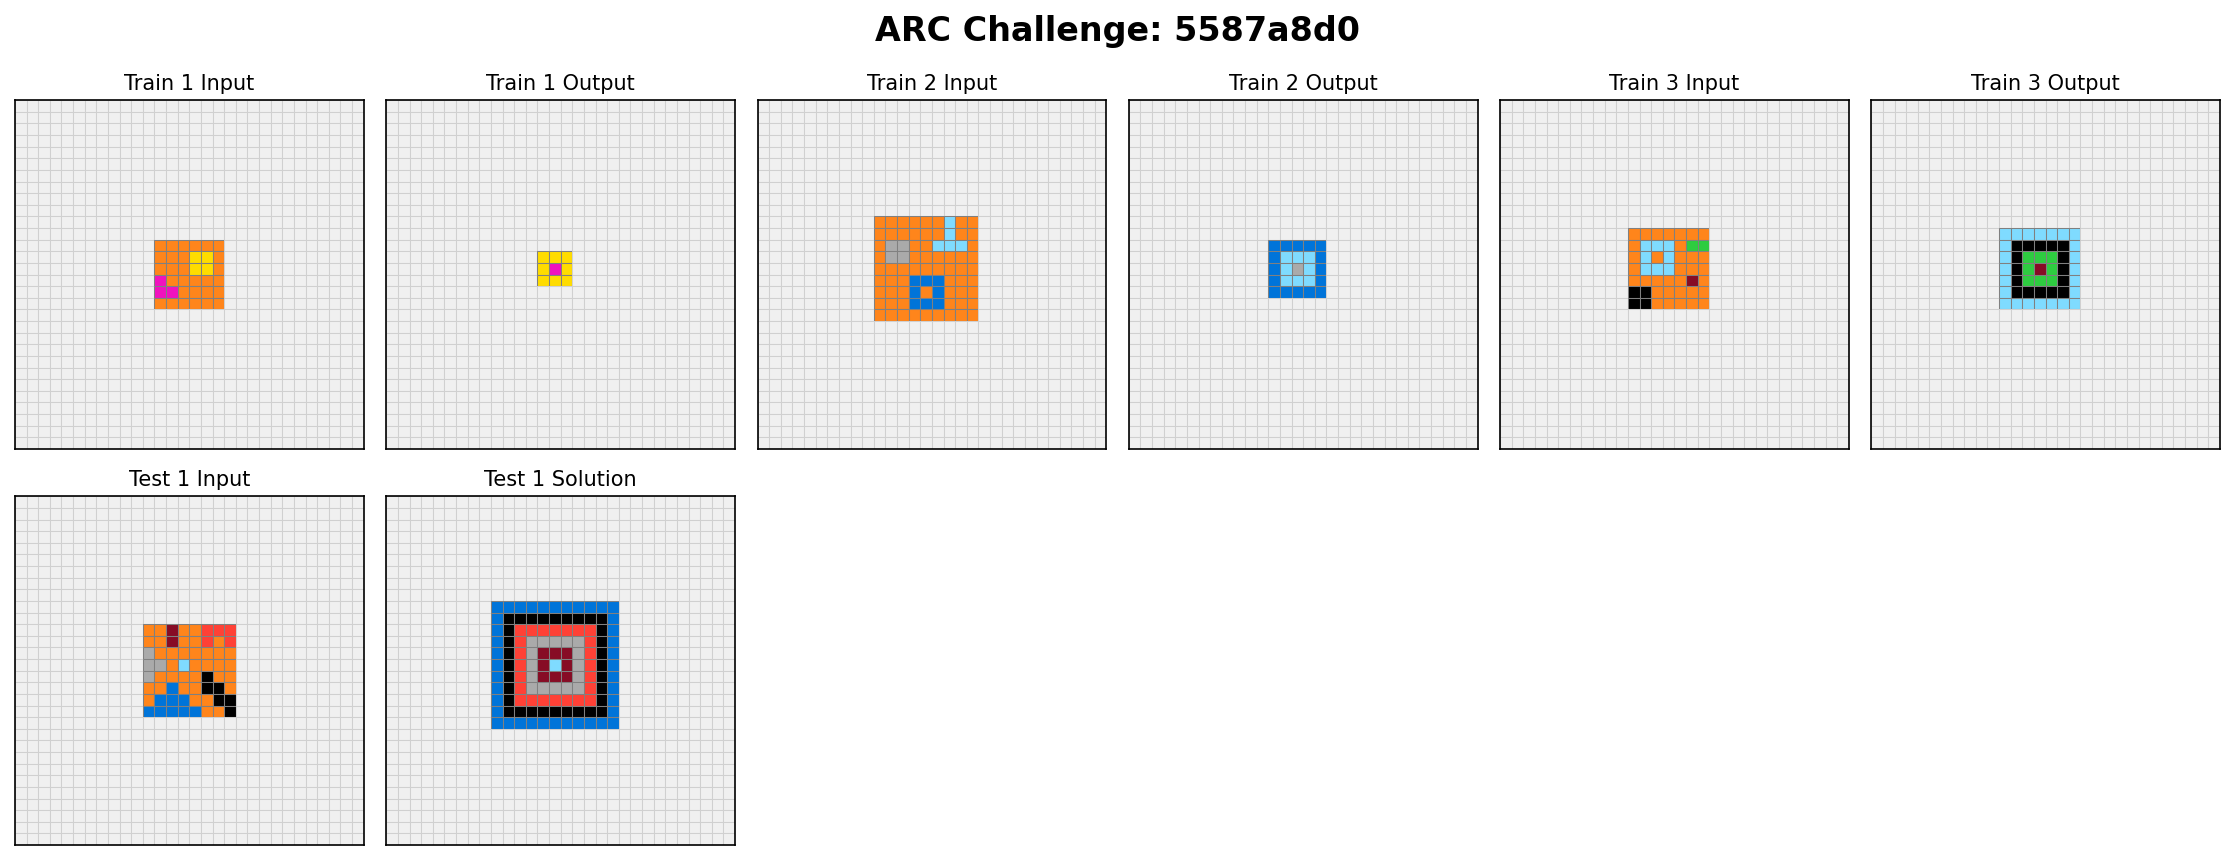 ARC Challenge: 5587a8d0
Train 1 Input
Train 1 Output
Train 2 Input
Train 2 Output
Train 3 Input
Train 3 Output
Test 1 Input
Test 1 Solution